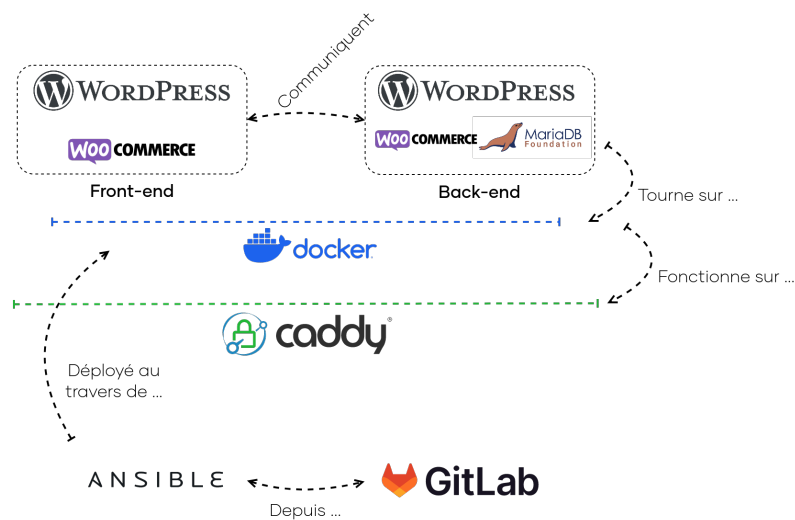 Communiquent
WORDPRESS
WORDPRESS
WOO COMMERCE
WOO COMMERCE
MariaDB
Foundation
Front-end
Back-end
Tourne sur ...
docker
Fonctionne sur ...
caddy®
Déployé au
travers de ...
ANSIBLE
GitLab
Depuis ...